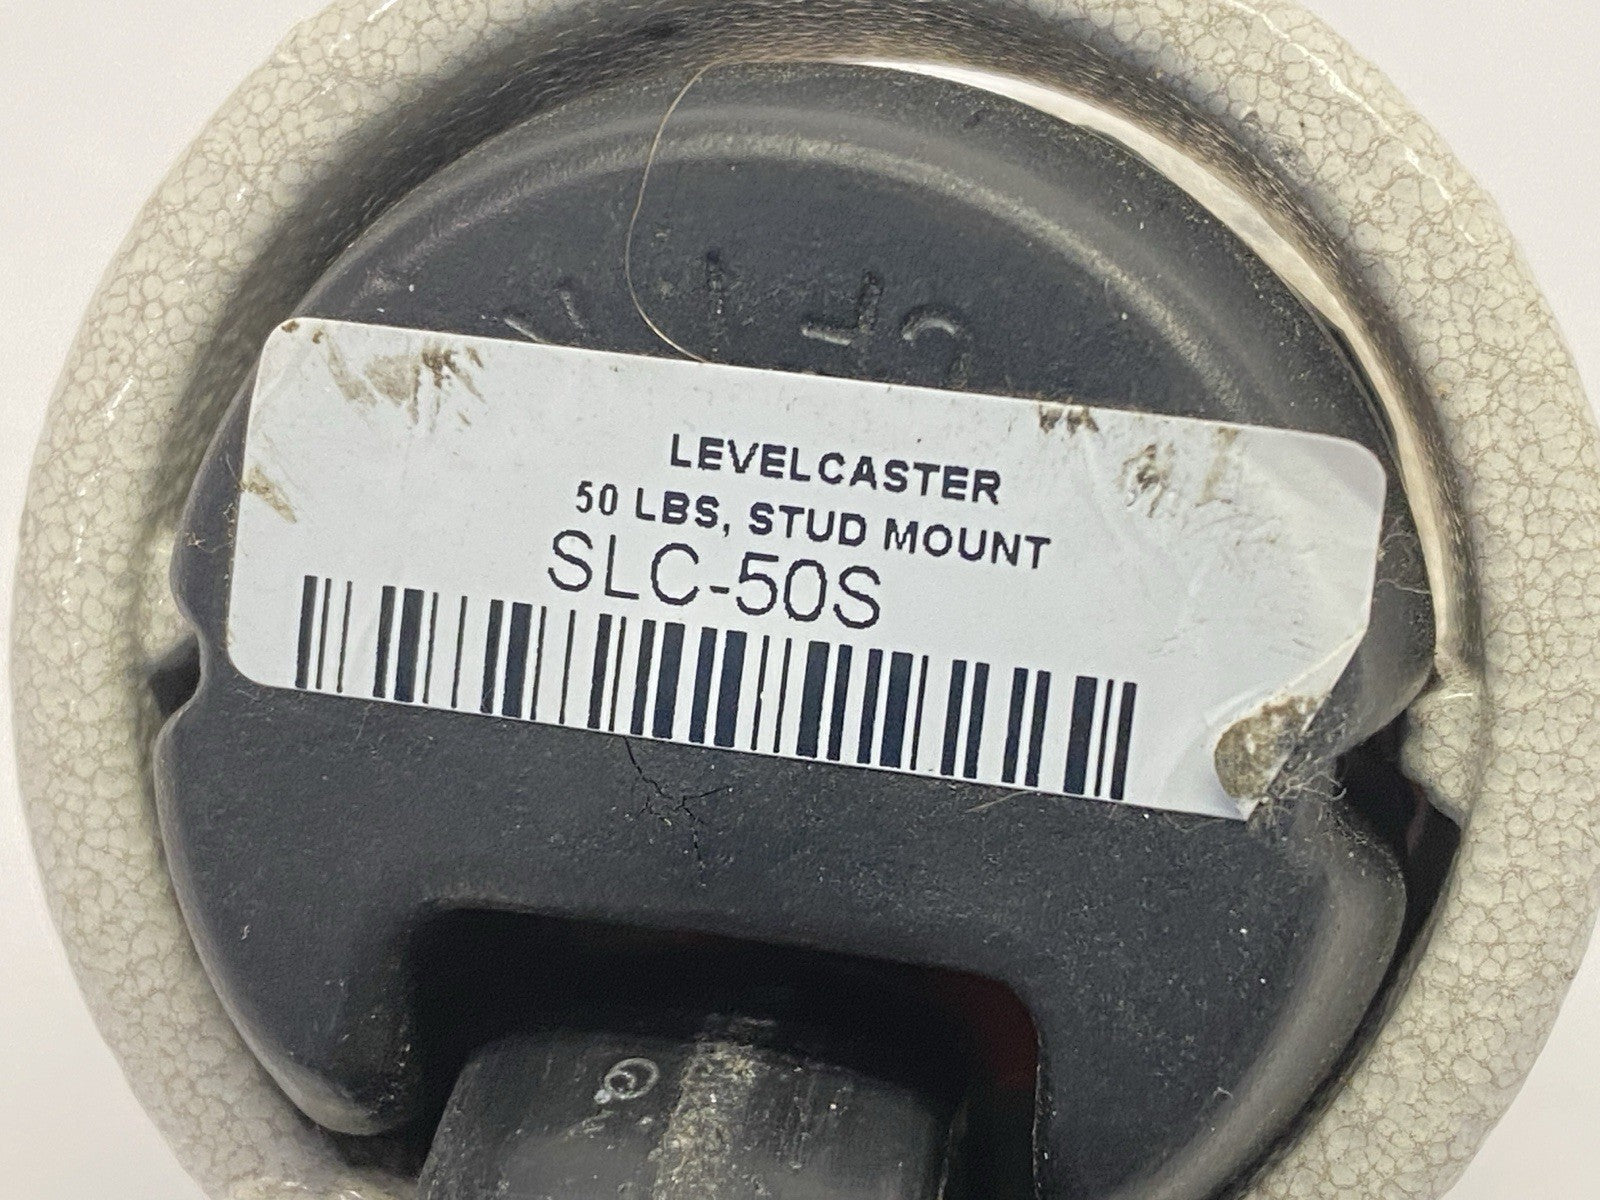 LEVELCASTER
50 LBS, STUD MOUNT
SLC-50S